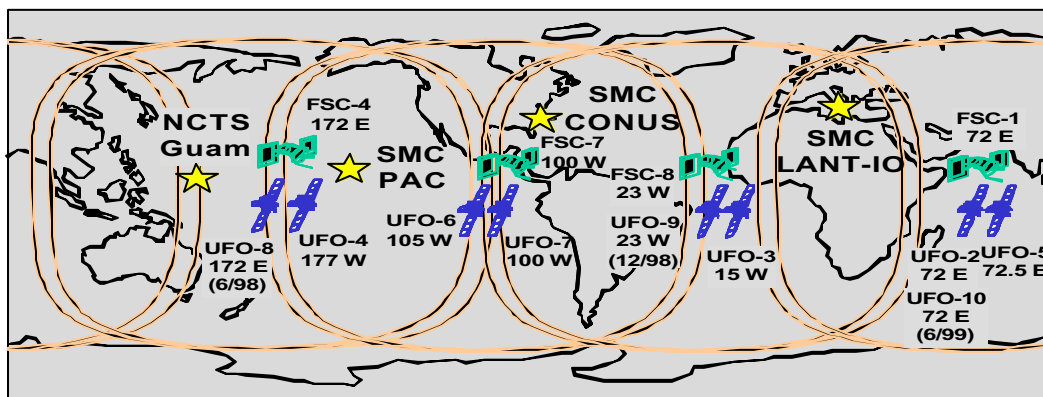 NCTS
Guam
FSC-4
172 E
SMC
PAC
UFO-8
172 E
(6/98)
UFO-4
177 W
SMC
CONUS
FSC-7
100 W
UFO-6
105 W
UFO-7
100 W
FSC-8
23 W
UFO-9
23 W
(12/98)
UFO-3
15 W
SMC
LANT-IO
FSC-1
72 E
UFO-2
72 E
UFO-5
72.5 E
UFO-10
72 E
(6/99)